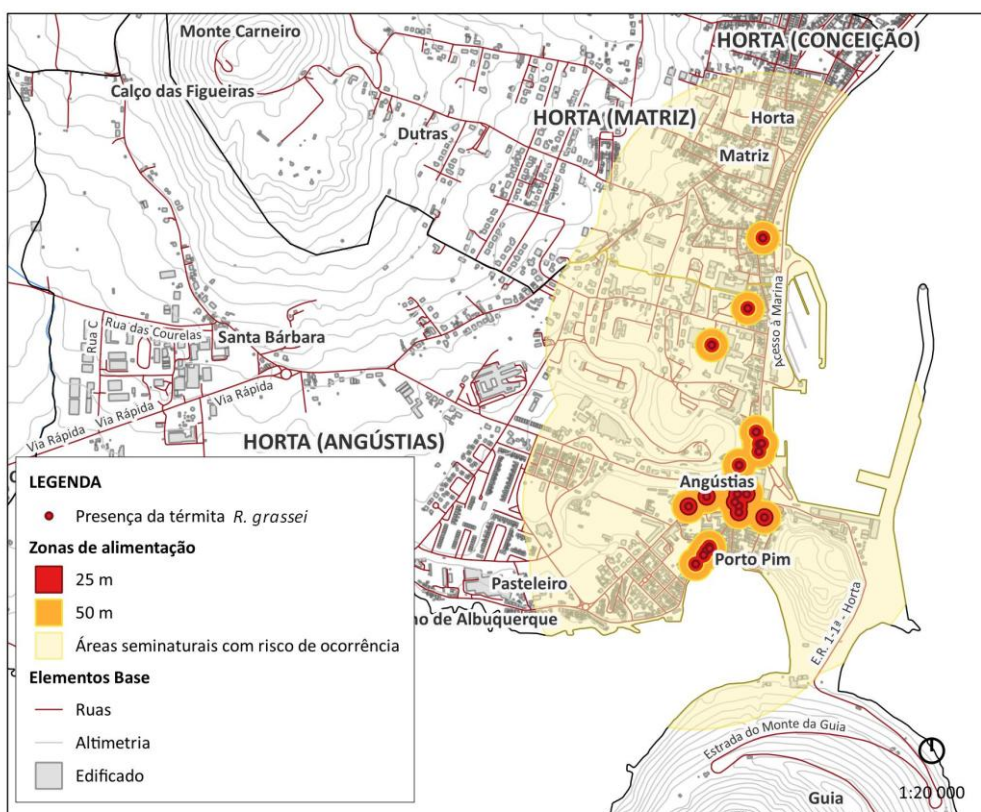 HORTA (CONCEIÇÃO)
Monte Carneiro
Calço das Figueiras
HORTA (MATRIZ)
Horta
Dutras
Matriz
Acesso à Marina
Rua das Courelas
Rua C
Santa Bárbara
Via Rápida
Via Rápida
Via Rápida
HORTA (ANGÚSTIAS)
Angústias
Porto Pim
Pasteleiro
no de Albuquerque
E.R. 1-1ª - Horta
Estrada do Monte da Guia
Guia
1:20 000
LEGENDA
Presença da térmita R. grassei
Zonas de alimentação
25 m
50 m
Áreas seminaturais com risco de ocorrência
Elementos Base
Ruas
Altimetria
Edificado